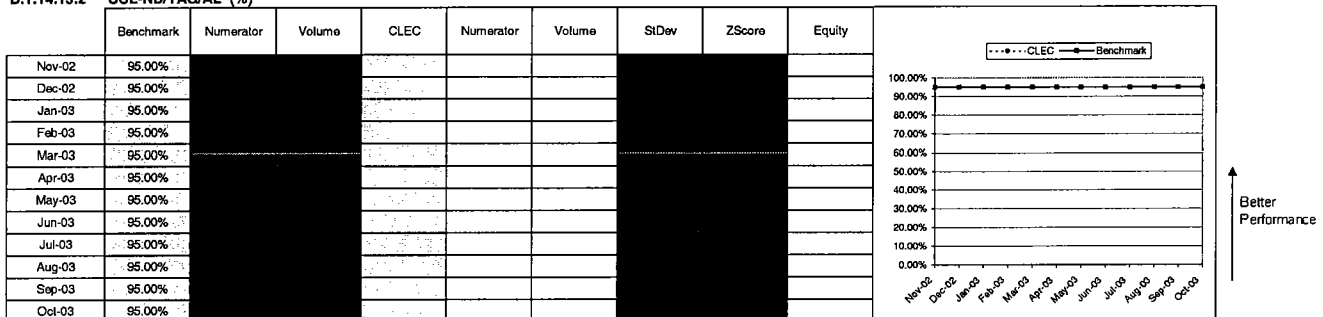 Benchmark Numerator Volume CLEC Numerator Volume StDev ZScore Equity
Nov-02 95.00%
Dec-02 95.00%
Jan-03 95.00%
Feb-03 95.00%
Mar-03 95.00%
Apr-03 95.00%
May-03 95.00%
Jun-03 95.00%
Jul-03 95.00%
Aug-03 95.00%
Sep-03 95.00%
Oct-03 95.00%
CLEC Benchmark
100.00%
90.00%
80.00%
70.00%
60.00%
50.00%
40.00%
30.00%
20.00%
10.00%
0.00%
Nov-02 Dec-02 Jan-03 Feb-03 Mar-03 Apr-03 May-03 Jun-03 Jul-03 Aug-03 Sep-03 Oct-03
Better
Performance